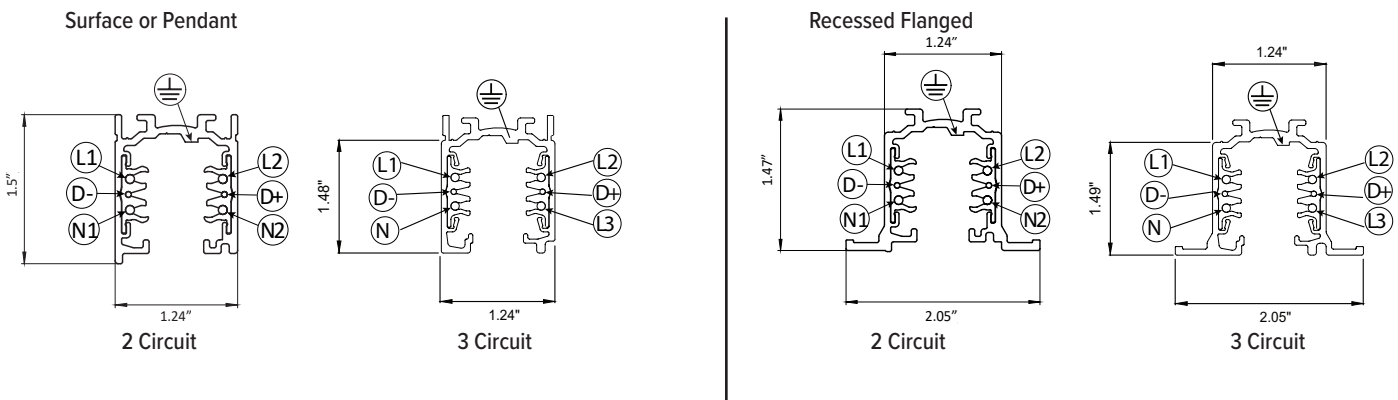 Surface or Pendant
1.5"
L1
D-
N1
L2
D+
N2
1.24”
2 Circuit
1.48"
L1
D-
N
L2
D+
L3
1.24"
3 Circuit
Recessed Flanged
1.24”
1.47"
L1
D-
N1
L2
D+
N2
2.05”
2 Circuit
1.24"
1.49"
L1
D-
N
L2
D+
L3
2.05"
3 Circuit